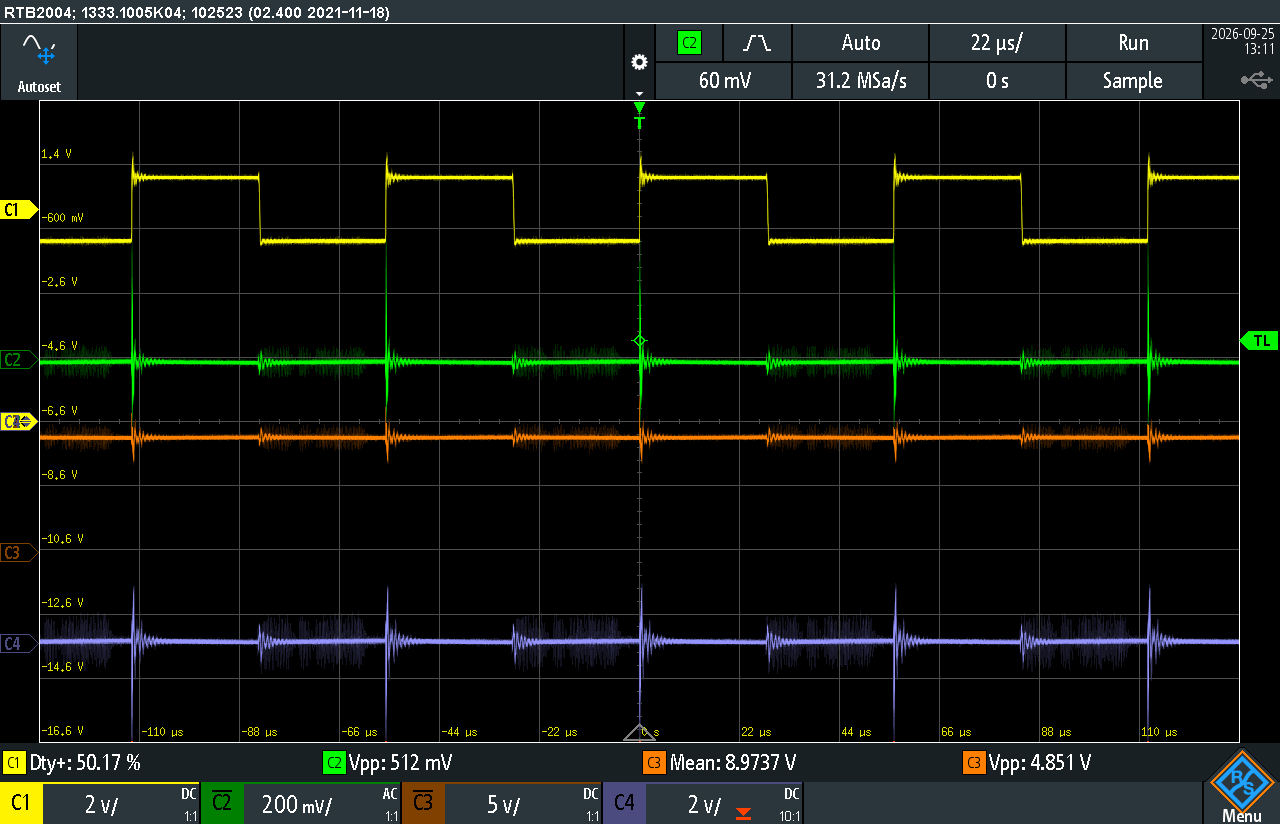 RTB2004; 1333.1005K04; 102523 (02.400 2021-11-18)
Autoset
C2
Auto
22 µs/
Run
2026-09-25
13:11
60 mV
31.2 MSa/s
0 s
Sample
T
1.4 V
C1
-600 mV
-2.6 V
TL
-4.6 V
C2
-6.6 V
-8.6 V
-10.6 V
C3
-12.6 V
C4
-14.6 V
-16.6 V
-110 µs
-88 µs
-66 µs
-44 µs
-22 µs
0 s
22 µs
44 µs
66 µs
88 µs
110 µs
C1 Dty+: 50.17 %
C2 Vpp: 512 mV
C3 Mean: 8.9737 V
C3 Vpp: 4.851 V
C1 2 V/ DC 1:1
C2 200 mV/ AC 1:1
C3 5 V/ DC 1:1
C4 2 V/ DC 10:1
R&S
Menu